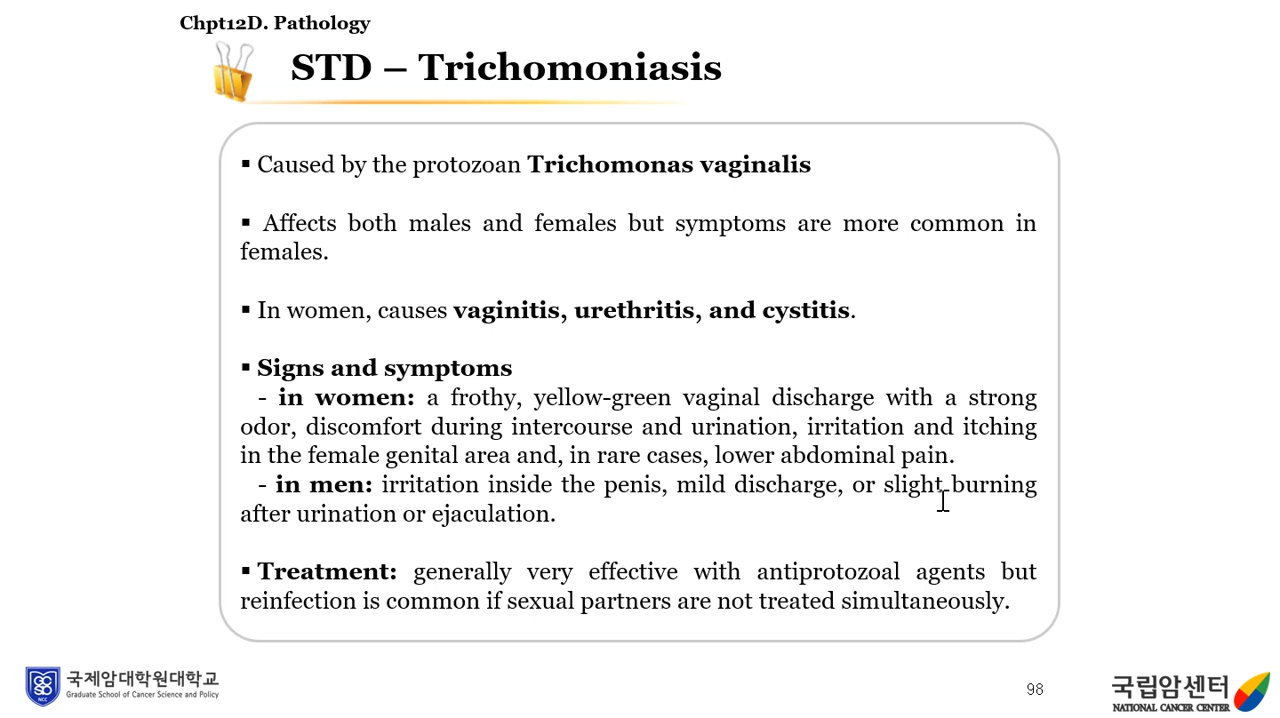 Chpt12D. Pathology
STD – Trichomoniasis
▪ Caused by the protozoan Trichomonas vaginalis
▪ Affects both males and females but symptoms are more common in
females.
▪ In women, causes vaginitis, urethritis, and cystitis.
▪ Signs and symptoms
- in women: a frothy, yellow-green vaginal discharge with a strong
odor, discomfort during intercourse and urination, irritation and itching
in the female genital area and, in rare cases, lower abdominal pain.
- in men: irritation inside the penis, mild discharge, or slight burning
after urination or ejaculation.
▪ Treatment: generally very effective with antiprotozoal agents but
reinfection is common if sexual partners are not treated simultaneously.
국제암대학원대학교
Graduate School of Cancer Science and Policy
NCC
98
국립암센터
NATIONAL CANCER CENTER